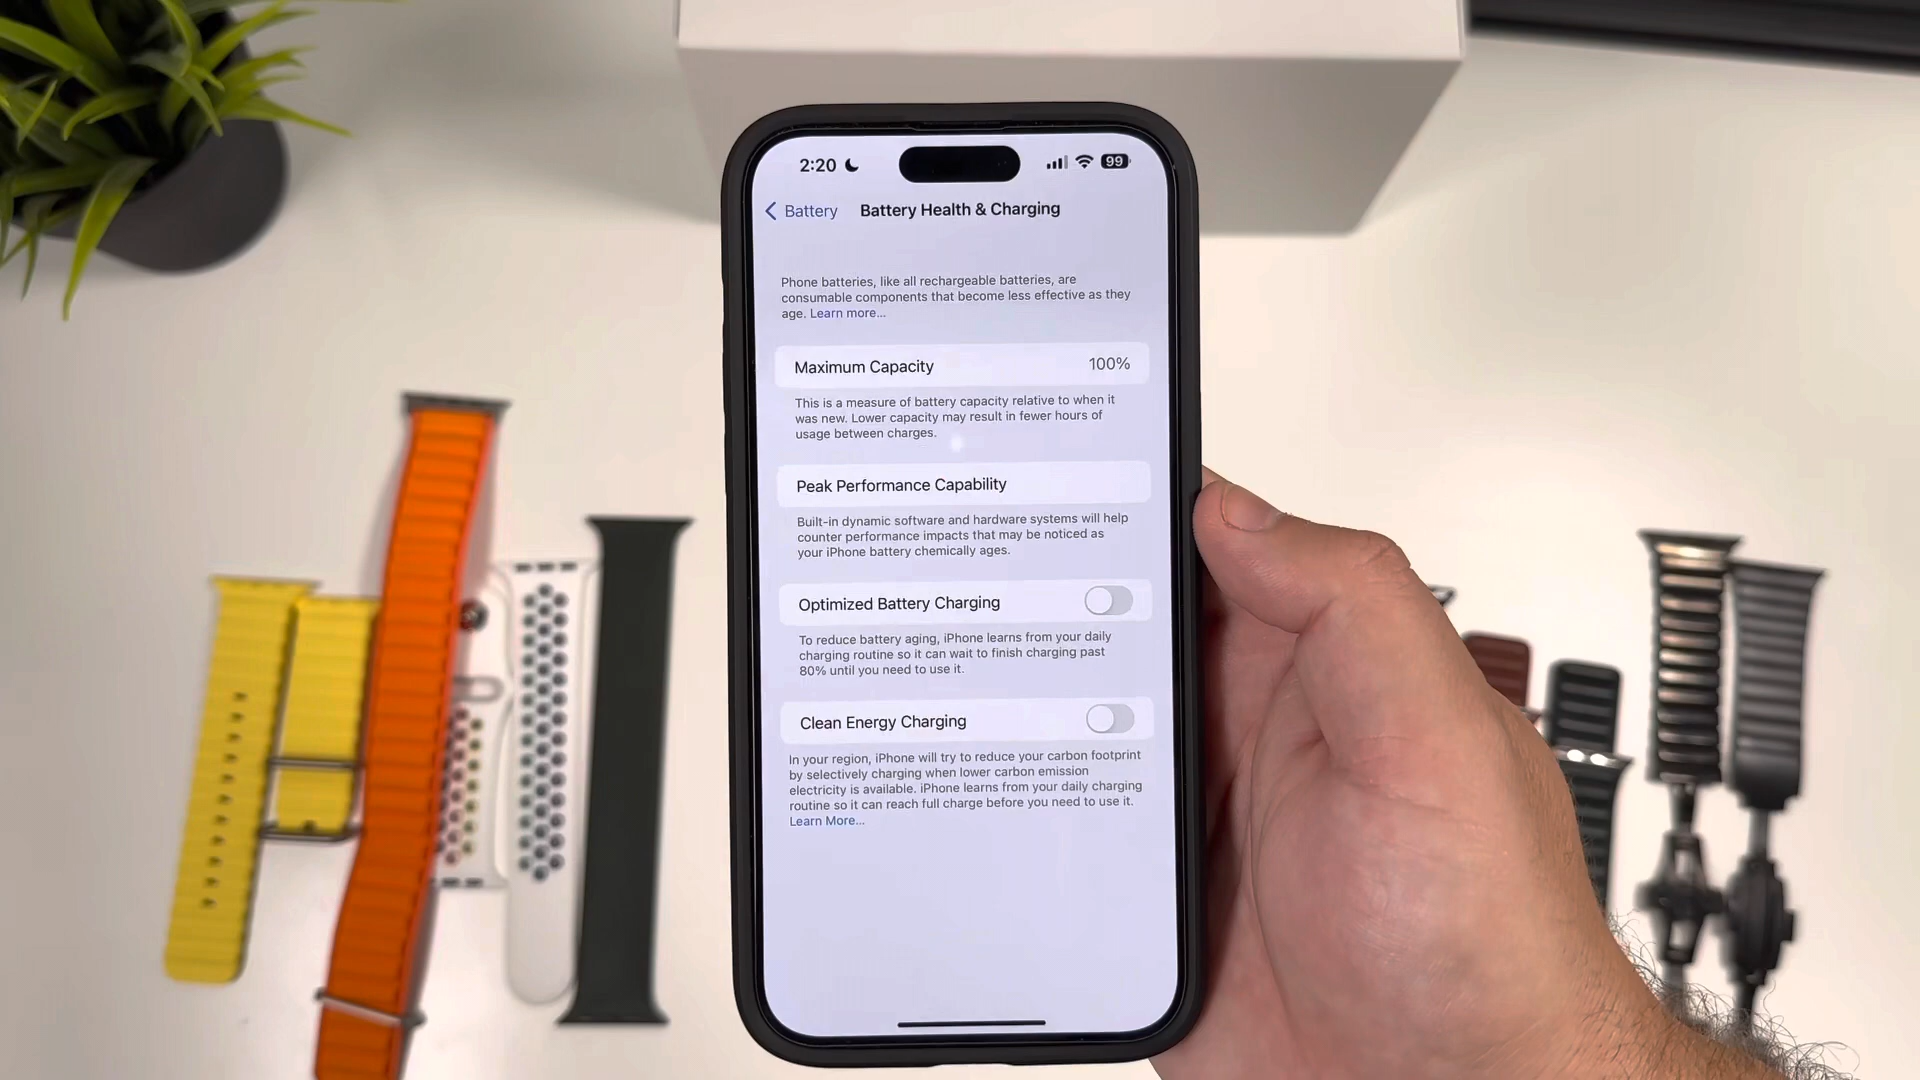 2:20
99
Battery
Battery Health & Charging
Phone batteries, like all rechargeable batteries, are
consumable components that become less effective as they
age. Learn more...
Maximum Capacity 100%
This is a measure of battery capacity relative to when it
was new. Lower capacity may result in fewer hours of
usage between charges.
Peak Performance Capability
Built-in dynamic software and hardware systems will help
counter performance impacts that may be noticed as
your iPhone battery chemically ages.
Optimized Battery Charging
To reduce battery aging, iPhone learns from your daily
charging routine so it can wait to finish charging past
80% until you need to use it.
Clean Energy Charging
In your region, iPhone will try to reduce your carbon footprint
by selectively charging when lower carbon emission
electricity is available. iPhone learns from your daily charging
routine so it can reach full charge before you need to use it.
Learn More...